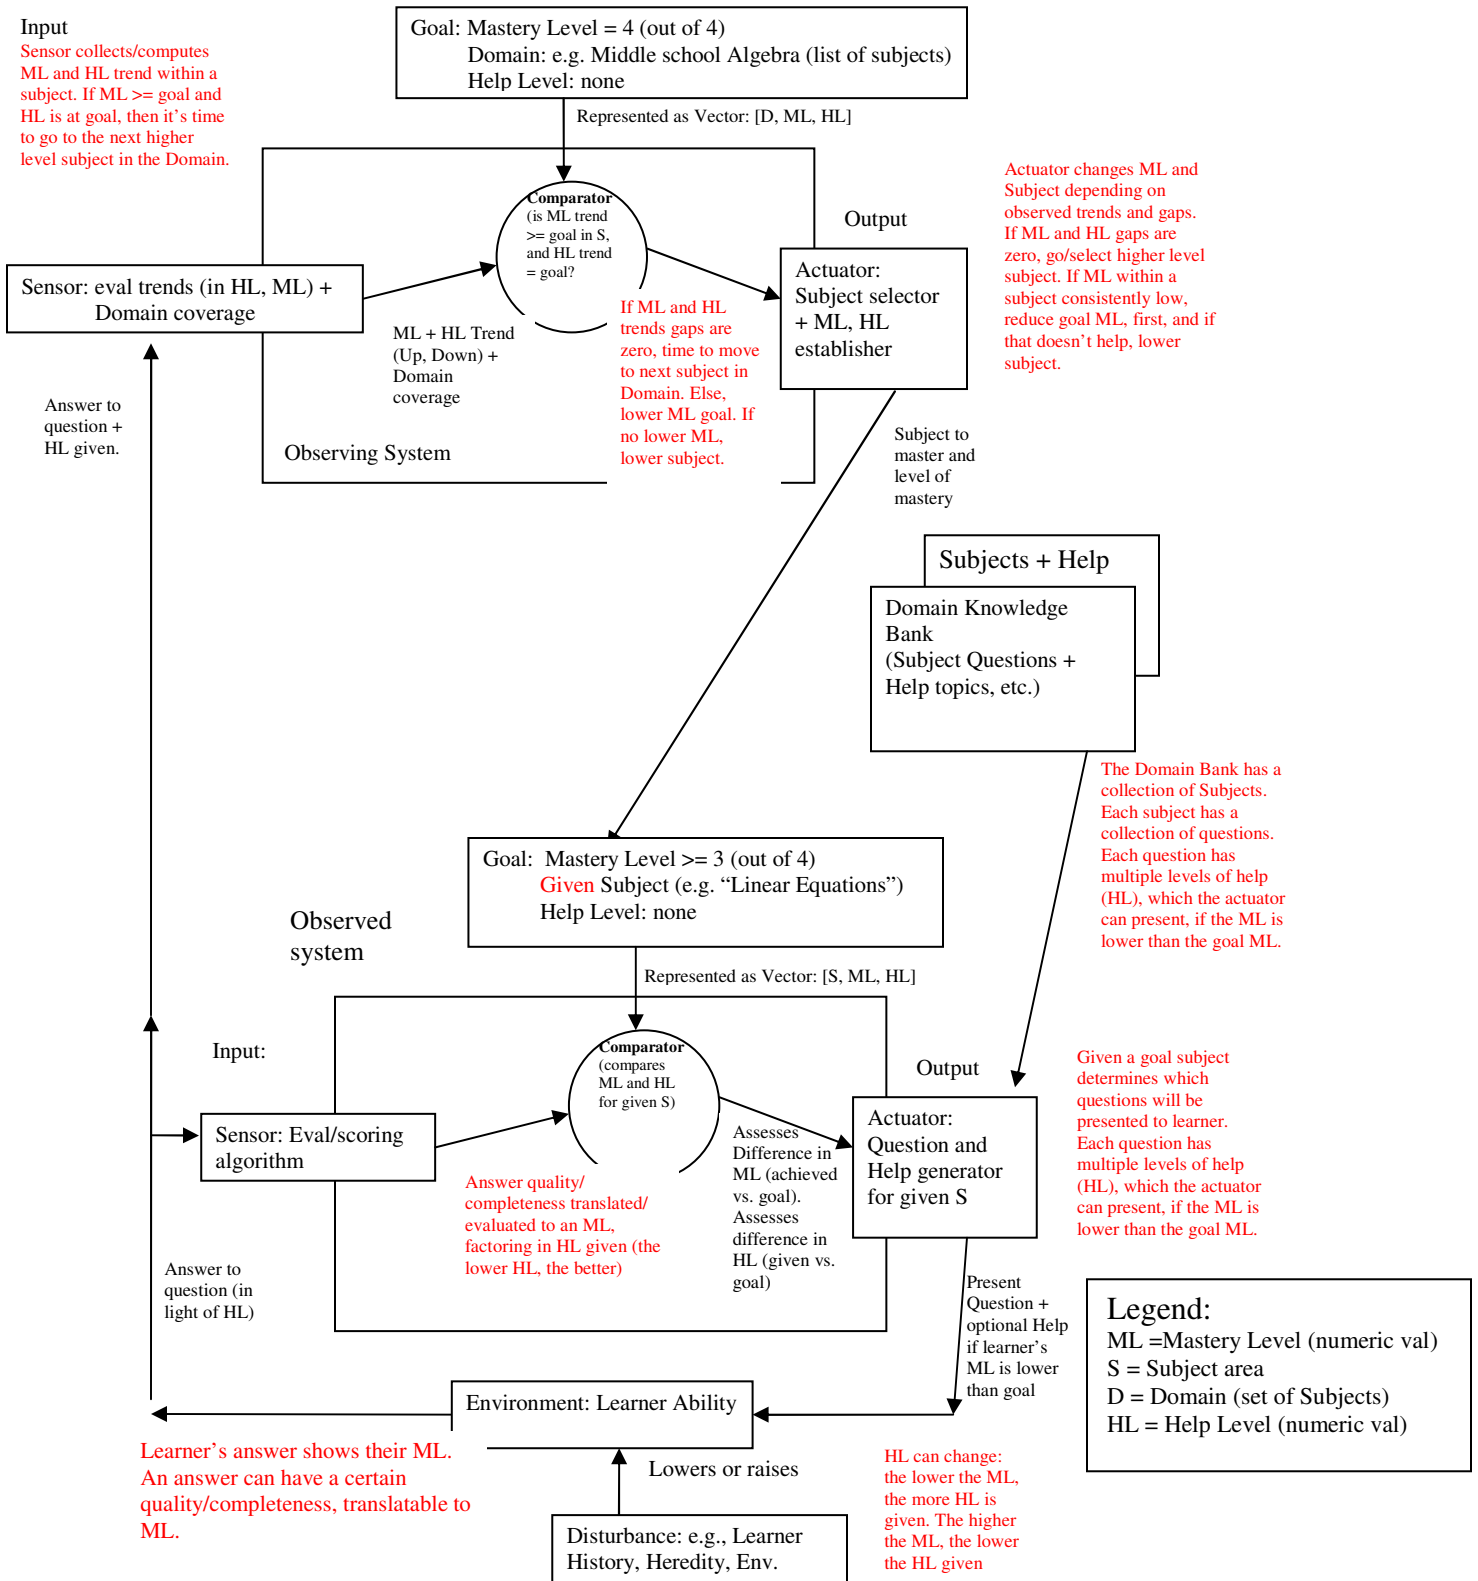 Input
Sensor collects/computes
ML and HL trend within a
subject. If ML >= goal and
HL is at goal, then it's time
to go to the next higher
level subject in the Domain.
Goal: Mastery Level = 4 (out of 4)
Domain: e.g. Middle school Algebra (list of subjects)
Help Level: none
Represented as Vector: [D, ML, HL]
Comparator
(is ML trend
>= goal in S,
and HL trend
= goal?
Output
Actuator changes ML and
Subject depending on
observed trends and gaps.
If ML and HL gaps are
zero, go/select higher level
subject. If ML within a
subject consistently low,
reduce goal ML, first, and if
that doesn't help, lower
subject.
Sensor: eval trends (in HL, ML) +
Domain coverage
Actuator:
Subject selector
+ ML, HL
establisher
ML + HL Trend
(Up, Down) +
Domain
coverage
If ML and HL
trends gaps are
zero, time to move
to next subject in
Domain. Else,
lower ML goal. If
no lower ML,
lower subject.
Answer to
question +
HL given.
Observing System
Subject to
master and
level of
mastery
Subjects + Help
Domain Knowledge
Bank
(Subject Questions +
Help topics, etc.)
The Domain Bank has a
collection of Subjects.
Each subject has a
collection of questions.
Each question has
multiple levels of help
(HL), which the actuator
can present, if the ML is
lower than the goal ML.
Goal: Mastery Level >= 3 (out of 4)
Given Subject (e.g. “Linear Equations”)
Help Level: none
Observed
system
Represented as Vector: [S, ML, HL]
Input:
Comparator
(compares
ML and HL
for given S)
Output
Given a goal subject
determines which
questions will be
presented to learner.
Each question has
multiple levels of help
(HL), which the actuator
can present, if the ML is
lower than the goal ML.
Sensor: Eval/scoring
algorithm
Actuator:
Question and
Help generator
for given S
Assesses
Difference in
ML (achieved
vs. goal).
Assesses
difference in
HL (given vs.
goal)
Answer quality/
completeness translated/
evaluated to an ML,
factoring in HL given (the
lower HL, the better)
Answer to
question (in
light of HL)
Present
Question +
optional Help
if learner's
ML is lower
than goal
Legend:
ML =Mastery Level (numeric val)
S = Subject area
D = Domain (set of Subjects)
HL = Help Level (numeric val)
Environment: Learner Ability
Learner's answer shows their ML.
An answer can have a certain
quality/completeness, translatable to
ML.
Lowers or raises
HL can change:
the lower the ML,
the more HL is
given. The higher
the ML, the lower
the HL given
Disturbance: e.g., Learner
History, Heredity, Env.